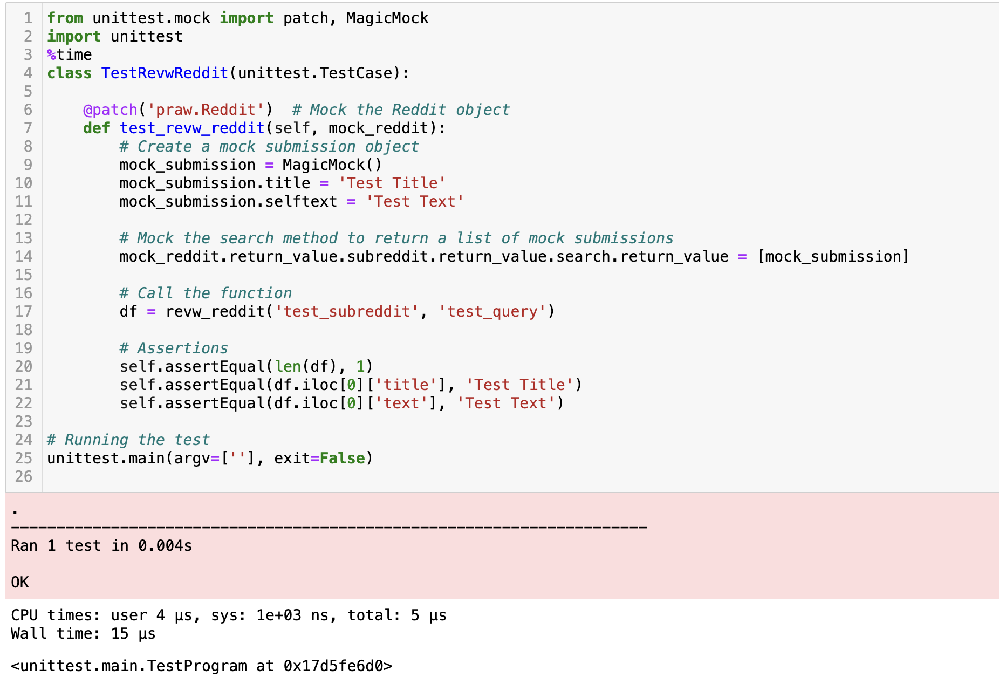 1 from unittest.mock import patch, MagicMock
2 import unittest
3 %time
4 class TestRevwReddit(unittest.TestCase):
5
6     @patch('praw.Reddit')  # Mock the Reddit object
7     def test_revw_reddit(self, mock_reddit):
8         # Create a mock submission object
9         mock_submission = MagicMock()
10         mock_submission.title = 'Test Title'
11         mock_submission.selftext = 'Test Text'
12
13         # Mock the search method to return a list of mock submissions
14         mock_reddit.return_value.subreddit.return_value.search.return_value = [mock_submission]
15
16         # Call the function
17         df = revw_reddit('test_subreddit', 'test_query')
18
19         # Assertions
20         self.assertEqual(len(df), 1)
21         self.assertEqual(df.iloc[0]['title'], 'Test Title')
22         self.assertEqual(df.iloc[0]['text'], 'Test Text')
23
24 # Running the test
25 unittest.main(argv=[''], exit=False)
26
.
----------------------------------------------------------------------
Ran 1 test in 0.004s
OK
CPU times: user 4 µs, sys: 1e+03 ns, total: 5 µs
Wall time: 15 µs
<unittest.main.TestProgram at 0x17d5fe6d0>